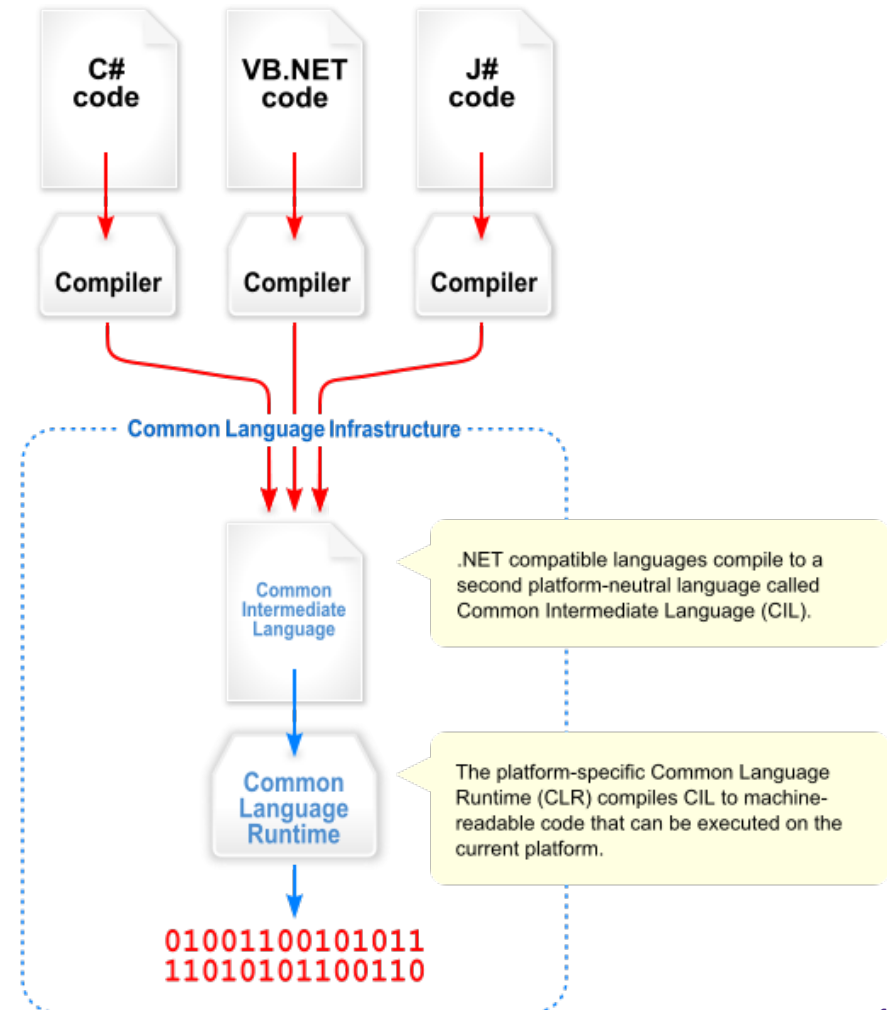 C#
code
VB.NET
code
J#
code
Compiler
Compiler
Compiler
Common Language Infrastructure
Common
Intermediate
Language
.NET compatible languages compile to a
second platform-neutral language called
Common Intermediate Language (CIL).
Common
Language
Runtime
The platform-specific Common Language
Runtime (CLR) compiles CIL to machine-
readable code that can be executed on the
current platform.
01001100101011
11010101100110